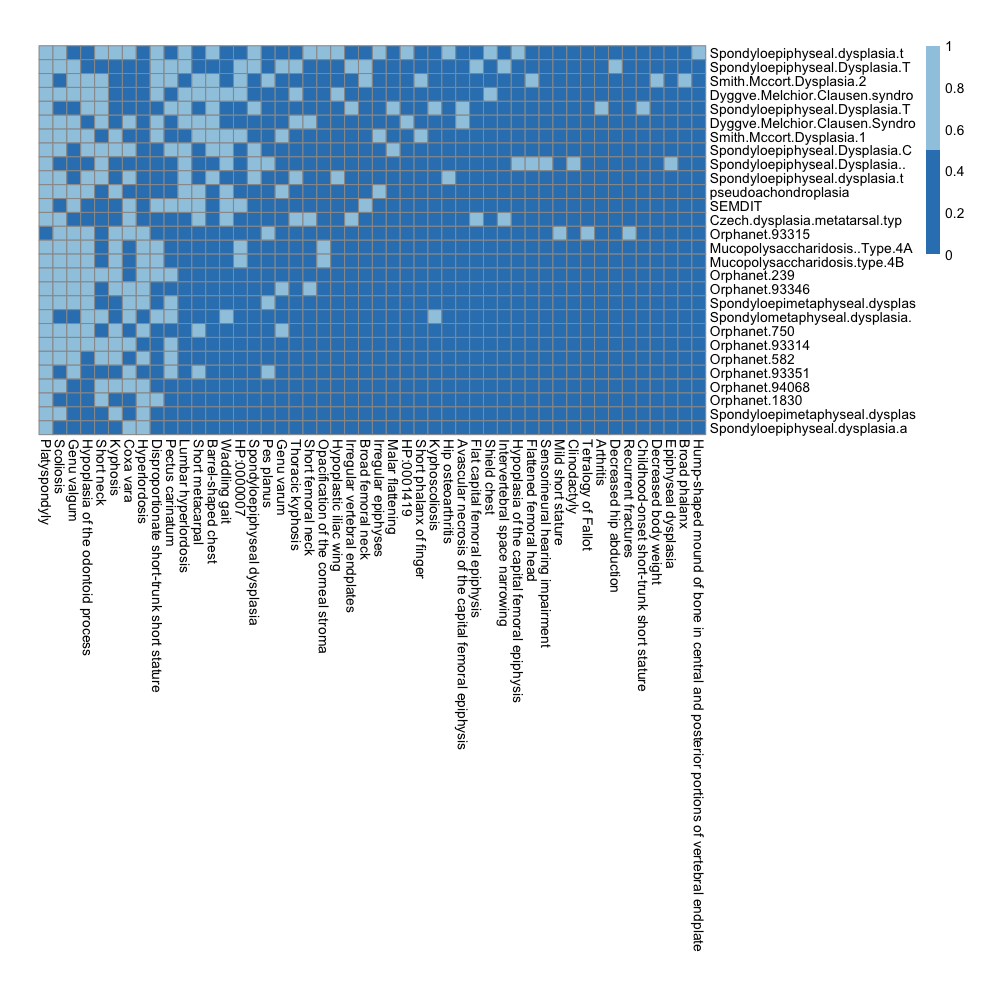 Spondyloepiphyseal.dysplasia.t
Spondyloepiphyseal.Dysplasia.T
Smith.Mccort.Dysplasia.2
Dyggve.Melchior.Clausen.syndro
Spondyloepiphyseal.Dysplasia.T
Dyggve.Melchior.Clausen.Syndro
Smith.Mccort.Dysplasia.1
Spondyloepiphyseal.Dysplasia.C
Spondyloepiphyseal.Dysplasia..
Spondyloepiphyseal.dysplasia.t
pseudoachondroplasia
SEMDIT
Czech.dysplasia.metatarsal.typ
Orphanet.93315
Mucopolysaccharidosis..Type.4A
Mucopolysaccharidosis.type.4B
Orphanet.239
Orphanet.93346
Spondyloepimetaphyseal.dysplas
Spondylometaphyseal.dysplasia.
Orphanet.750
Orphanet.93314
Orphanet.582
Orphanet.93351
Orphanet.94068
Orphanet.1830
Spondyloepimetaphyseal.dysplas
Spondyloepiphyseal.dysplasia.a
1
0.8
0.6
0.4
0.2
0
Platyspondyly
Scoliosis
Genu valgum
Hypoplasia of the odontoid process
Short neck
Kyphosis
Coxa vara
Hyperlordosis
Disproportionate short-trunk short stature
Pectus carinatum
Lumbar hyperlordosis
Short metacarpal
Barrel-shaped chest
Waddling gait
HP:0000007
Spondyloepiphyseal dysplasia
Pes planus
Genu varum
Thoracic kyphosis
Short femoral neck
Opacification of the corneal stroma
Hypoplastic iliac wing
Irregular vertebral endplates
Broad femoral neck
Irregular epiphyses
Malar flattening
HP:0001419
Short phalanx of finger
Kyphoscoliosis
Hip osteoarthritis
Avascular necrosis of the capital femoral epiphysis
Flat capital femoral epiphysis
Shield chest
Intervertebral space narrowing
Hypoplasia of the capital femoral epiphysis
Flattened femoral head
Sensorineural hearing impairment
Mild short stature
Clinodactyly
Tetralogy of Fallot
Arthritis
Decreased hip abduction
Recurrent fractures
Childhood-onset short-trunk short stature
Decreased body weight
Epiphyseal dysplasia
Broad phalanx
Hump-shaped mound of bone in central and posterior portions of vertebral endplate